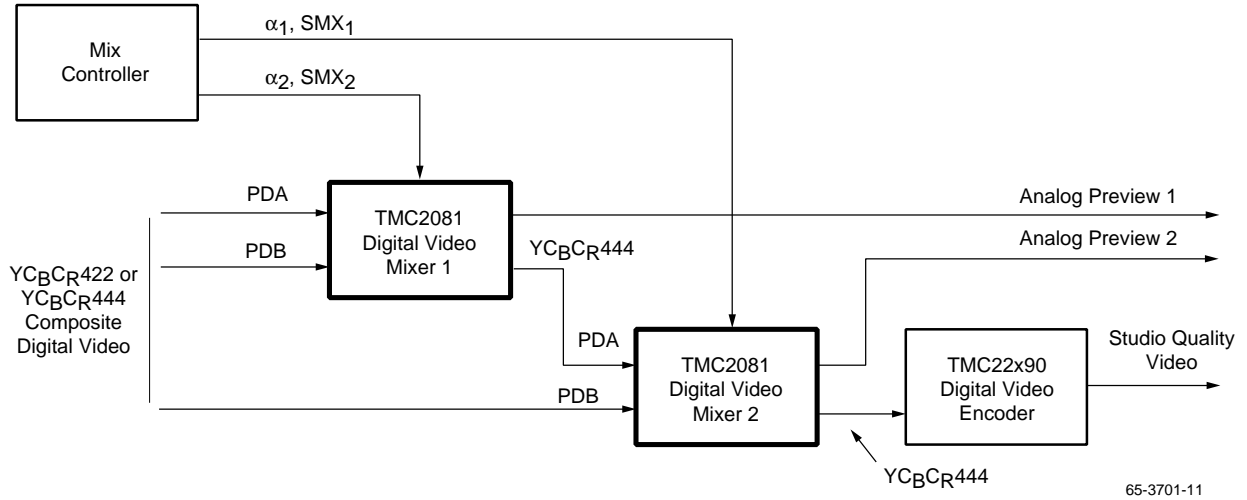 Mix
Controller
α1, SMX1
α2, SMX2
PDA
PDB
TMC2081
Digital Video
Mixer 1
YCBCR444
Analog Preview 1
Analog Preview 2
YCBCR422 or
YCBCR444
Composite
Digital Video
PDA
PDB
TMC2081
Digital Video
Mixer 2
TMC22x90
Digital Video
Encoder
Studio Quality
Video
YCBCR444
65-3701-11